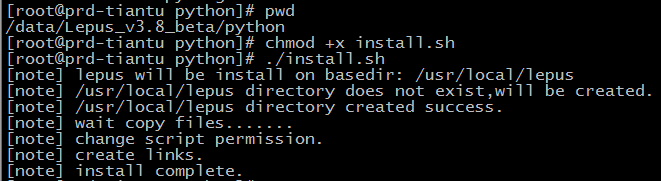 [root@prd-tiantu python]# pwd
/data/Lepus_v3.8_beta/python
[root@prd-tiantu python]# chmod +x install.sh
[root@prd-tiantu python]# ./install.sh
[note] lepus will be install on basedir: /usr/local/lepus
[note] /usr/local/lepus directory does not exist,will be created.
[note] /usr/local/lepus directory created success.
[note] wait copy files.......
[note] change script permission.
[note] create links.
[note] install complete.